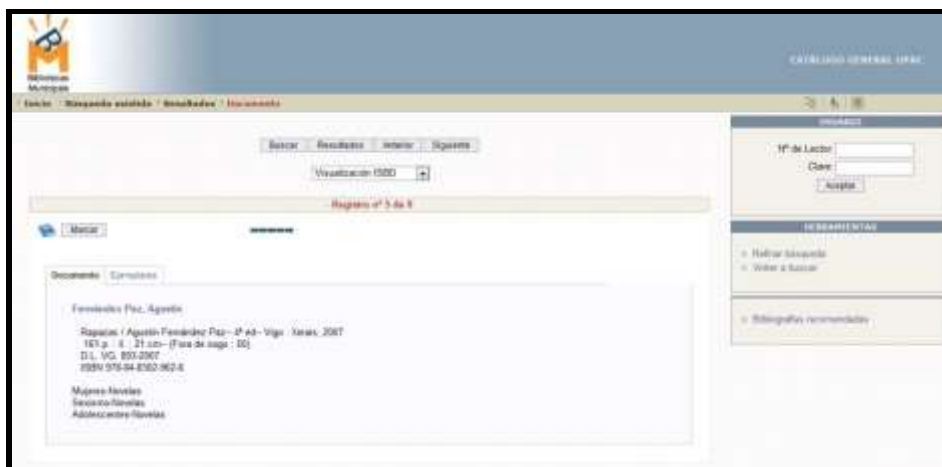 Bibliotecas
Municipais
CATÁLOGO GENERAL OPAC
Inicio Búsqueda asistida Resultados Documento
USUARIO
Buscar Resultados Anterior Siguiente
Nº de Lector
Visualización ISBD
Clave
Aceptar
Registro nº 5 de 9
Marcar
HERRAMIENTAS
Refinar búsqueda
Volver a buscar
Documento Ejemplares
Bibliografías recomendadas
Fernández Paz, Agustín
Rapazas / Agustín Fernández Paz-- 4ª ed-- Vigo : Xerais, 2007
161 p. : il. ; 21 cm-- (Fóra de xogo ; 80)
D.L. VG. 893-2007
ISBN 978-84-8302-962-6
Mujeres-Novelas
Sexismo-Novelas
Adolescentes-Novelas